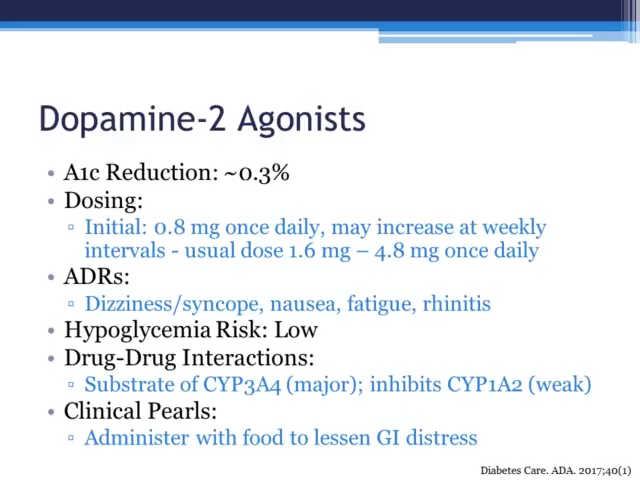 Dopamine-2 Agonists
• A1c Reduction: ~0.3%
• Dosing:
▫ Initial: 0.8 mg once daily, may increase at weekly
intervals - usual dose 1.6 mg – 4.8 mg once daily
• ADRs:
▫ Dizziness/syncope, nausea, fatigue, rhinitis
• Hypoglycemia Risk: Low
• Drug-Drug Interactions:
▫ Substrate of CYP3A4 (major); inhibits CYP1A2 (weak)
• Clinical Pearls:
▫ Administer with food to lessen GI distress
Diabetes Care. ADA. 2017;40(1)